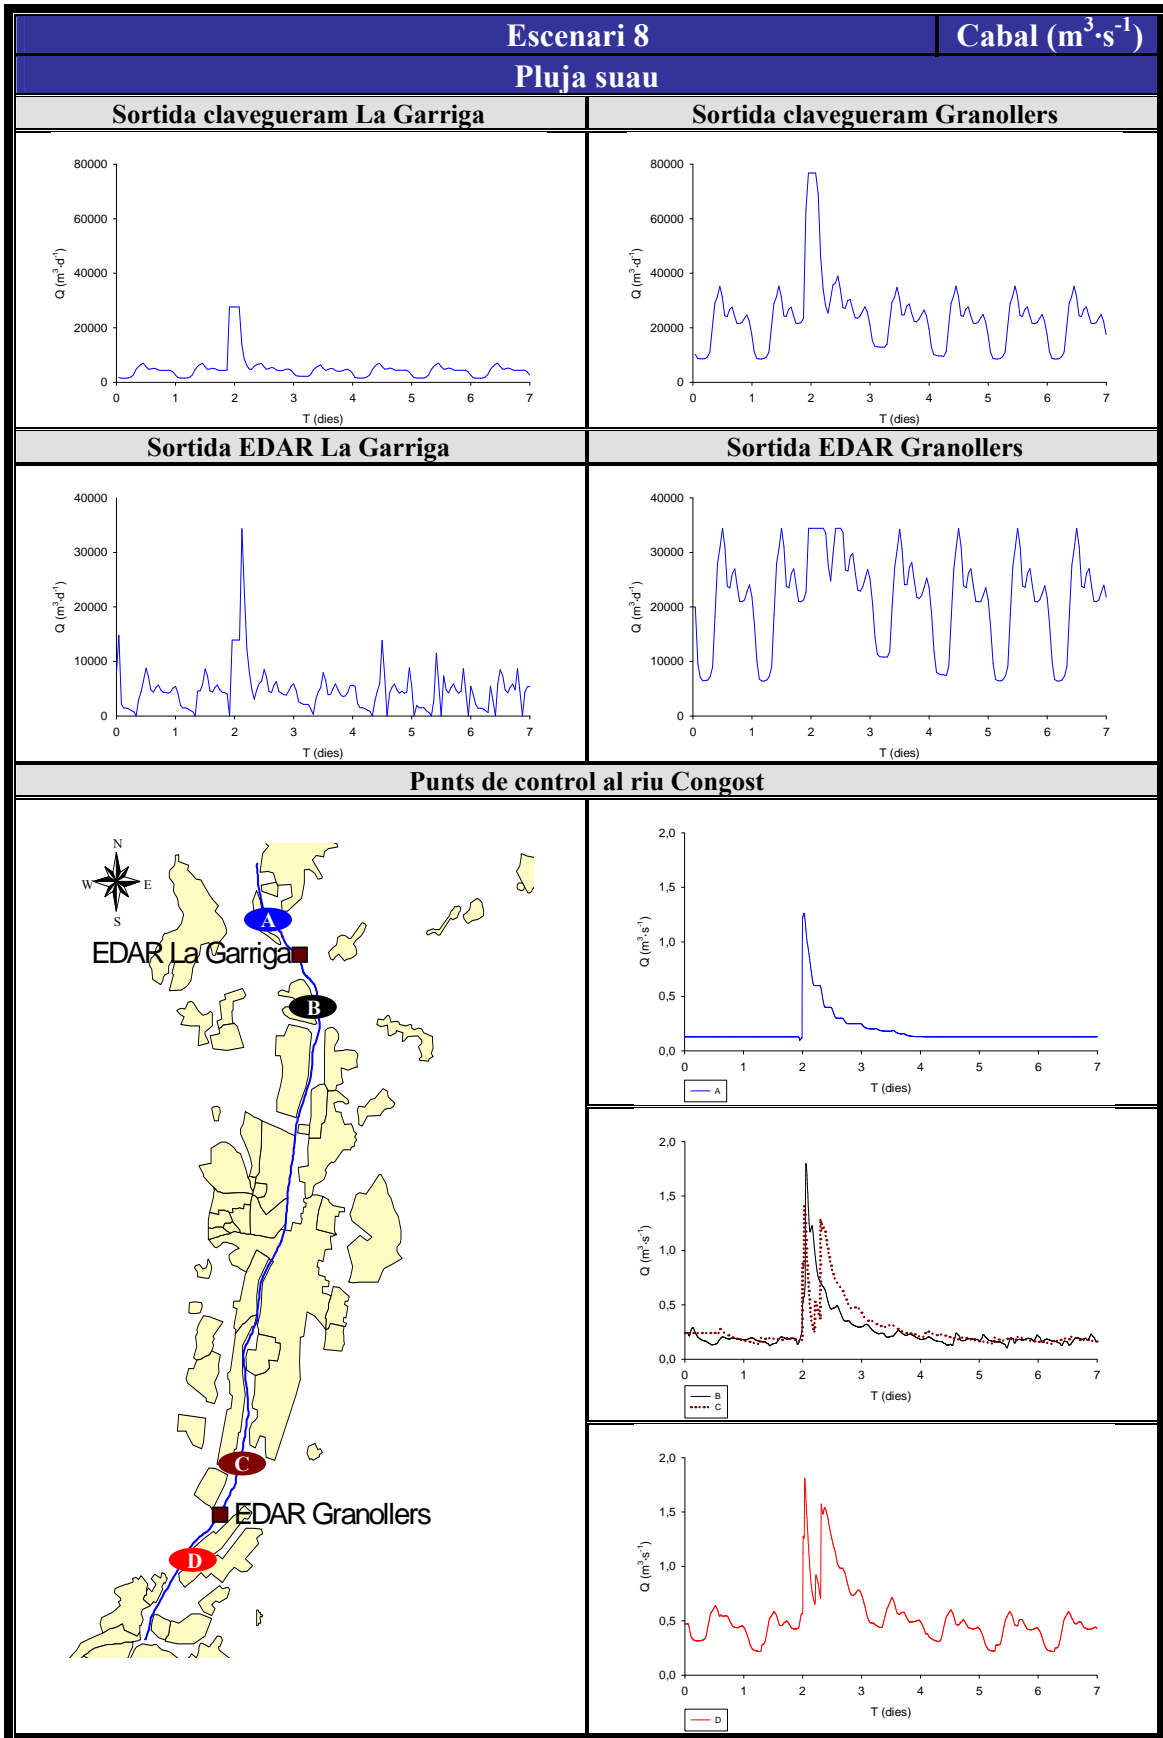 Escenari 8
Cabal (m³·s⁻¹)
Pluja suau
Sortida clavegueram La Garriga
Sortida clavegueram Granollers
80000
60000
40000
20000
0
Q (m³·d⁻¹)
0 1 2 3 4 5 6 7
T (dies)
80000
60000
40000
20000
0
Q (m³·d⁻¹)
0 1 2 3 4 5 6 7
T (dies)
Sortida EDAR La Garriga
Sortida EDAR Granollers
40000
30000
20000
10000
0
Q (m³·d⁻¹)
0 1 2 3 4 5 6 7
T (dies)
40000
30000
20000
10000
0
Q (m³·d⁻¹)
0 1 2 3 4 5 6 7
T (dies)
Punts de control al riu Congost
N
W E
S
A
EDAR La Garriga
B
C
EDAR Granollers
D
2,0
1,5
1,0
0,5
0,0
Q (m³·s⁻¹)
0 1 2 3 4 5 6 7
T (dies)
A
2,0
1,5
1,0
0,5
0,0
Q (m³·s⁻¹)
0 1 2 3 4 5 6 7
T (dies)
B
C
2,0
1,5
1,0
0,5
0,0
Q (m³·s⁻¹)
0 1 2 3 4 5 6 7
T (dies)
D